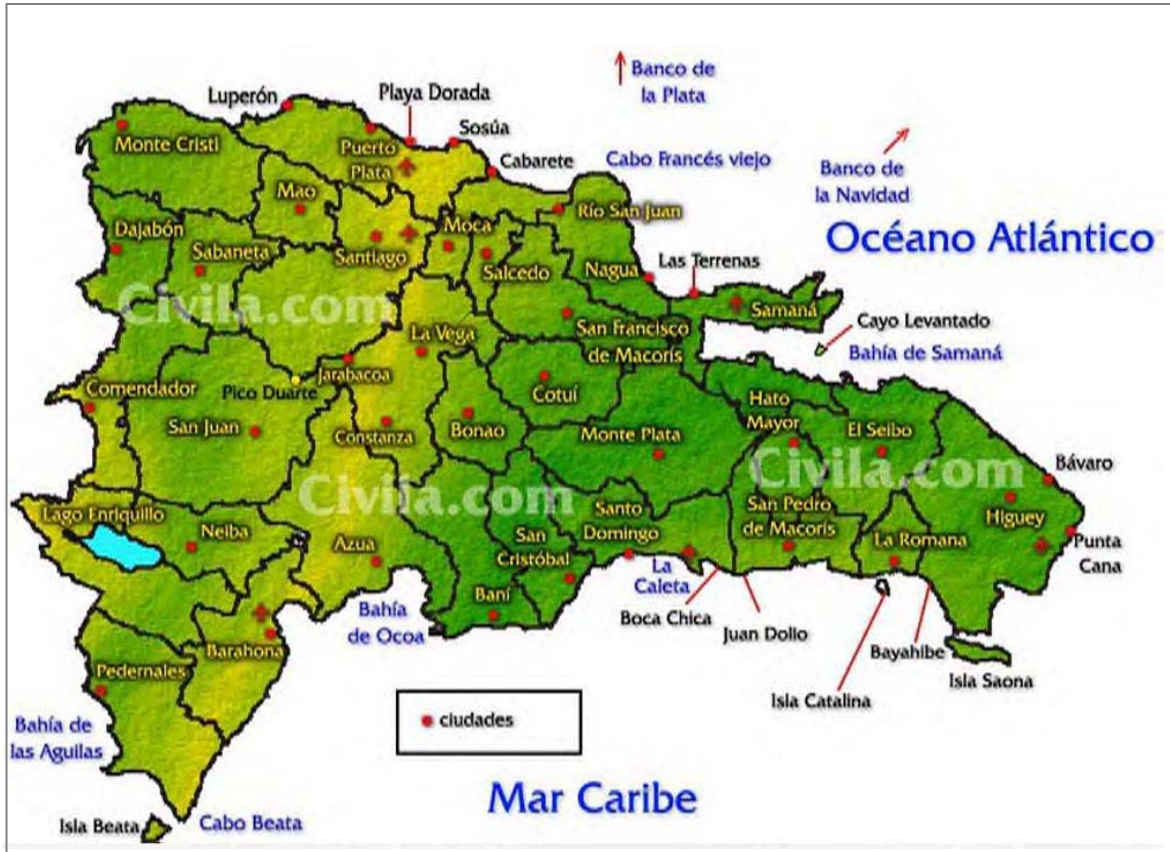 Banco de
la Plata
Luperón
Playa Dorada
Sosúa
Monte Cristi
Puerto
Plata
Cabarete
Cabo Francés viejo
Banco de
la Navidad
Mao
Río San Juan
Dajabón
Moca
Océano Atlántico
Sabaneta
Santiago
Salcedo
Nagua
Las Terrenas
Civila.com
Samaná
Cayo Levantado
La Vega
San Francisco
de Macorís
Bahía de Samaná
Jarabacoa
Comendador
Pico Duarte
Cotuí
Hato
Mayor
San Juan
Constanza
Bonao
Monte Plata
El Seibo
Civila.com
Civila.com
Bávaro
Lago Enriquillo
Neiba
Azua
San
Cristóbal
Santo
Domingo
San Pedro
de Macorís
La Romana
Higuey
Punta
Cana
La
Caleta
Baní
Bahía
de Ocoa
Boca Chica
Juan Dolio
Barahona
Bayahibe
Isla Saona
Pedernales
Isla Catalina
ciudades
Bahía de
las Aguilas
Mar Caribe
Isla Beata
Cabo Beata